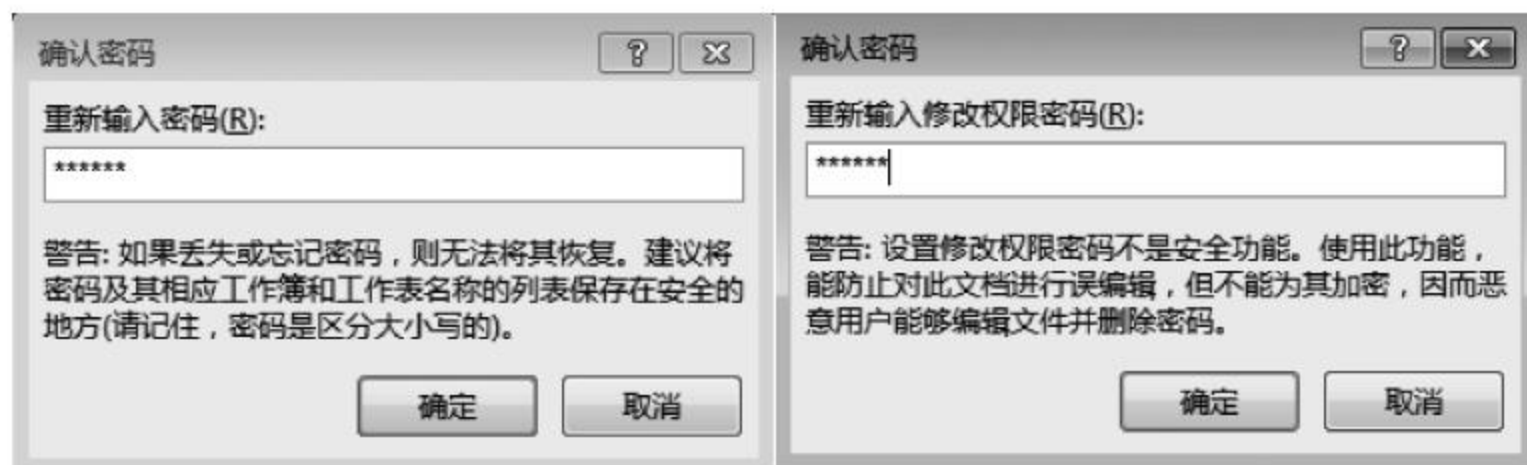 确认密码
重新输入密码(R):
******
警告: 如果丢失或忘记密码，则无法将其恢复。建议将
密码及其相应工作簿和工作表名称的列表保存在安全的
地方(请记住，密码是区分大小写的)。
确定 取消
确认密码
重新输入修改权限密码(R):
******
警告: 设置修改权限密码不是安全功能。使用此功能，
能防止对此文档进行误编辑，但不能为其加密，因而恶
意用户能够编辑文件并删除密码。
确定 取消